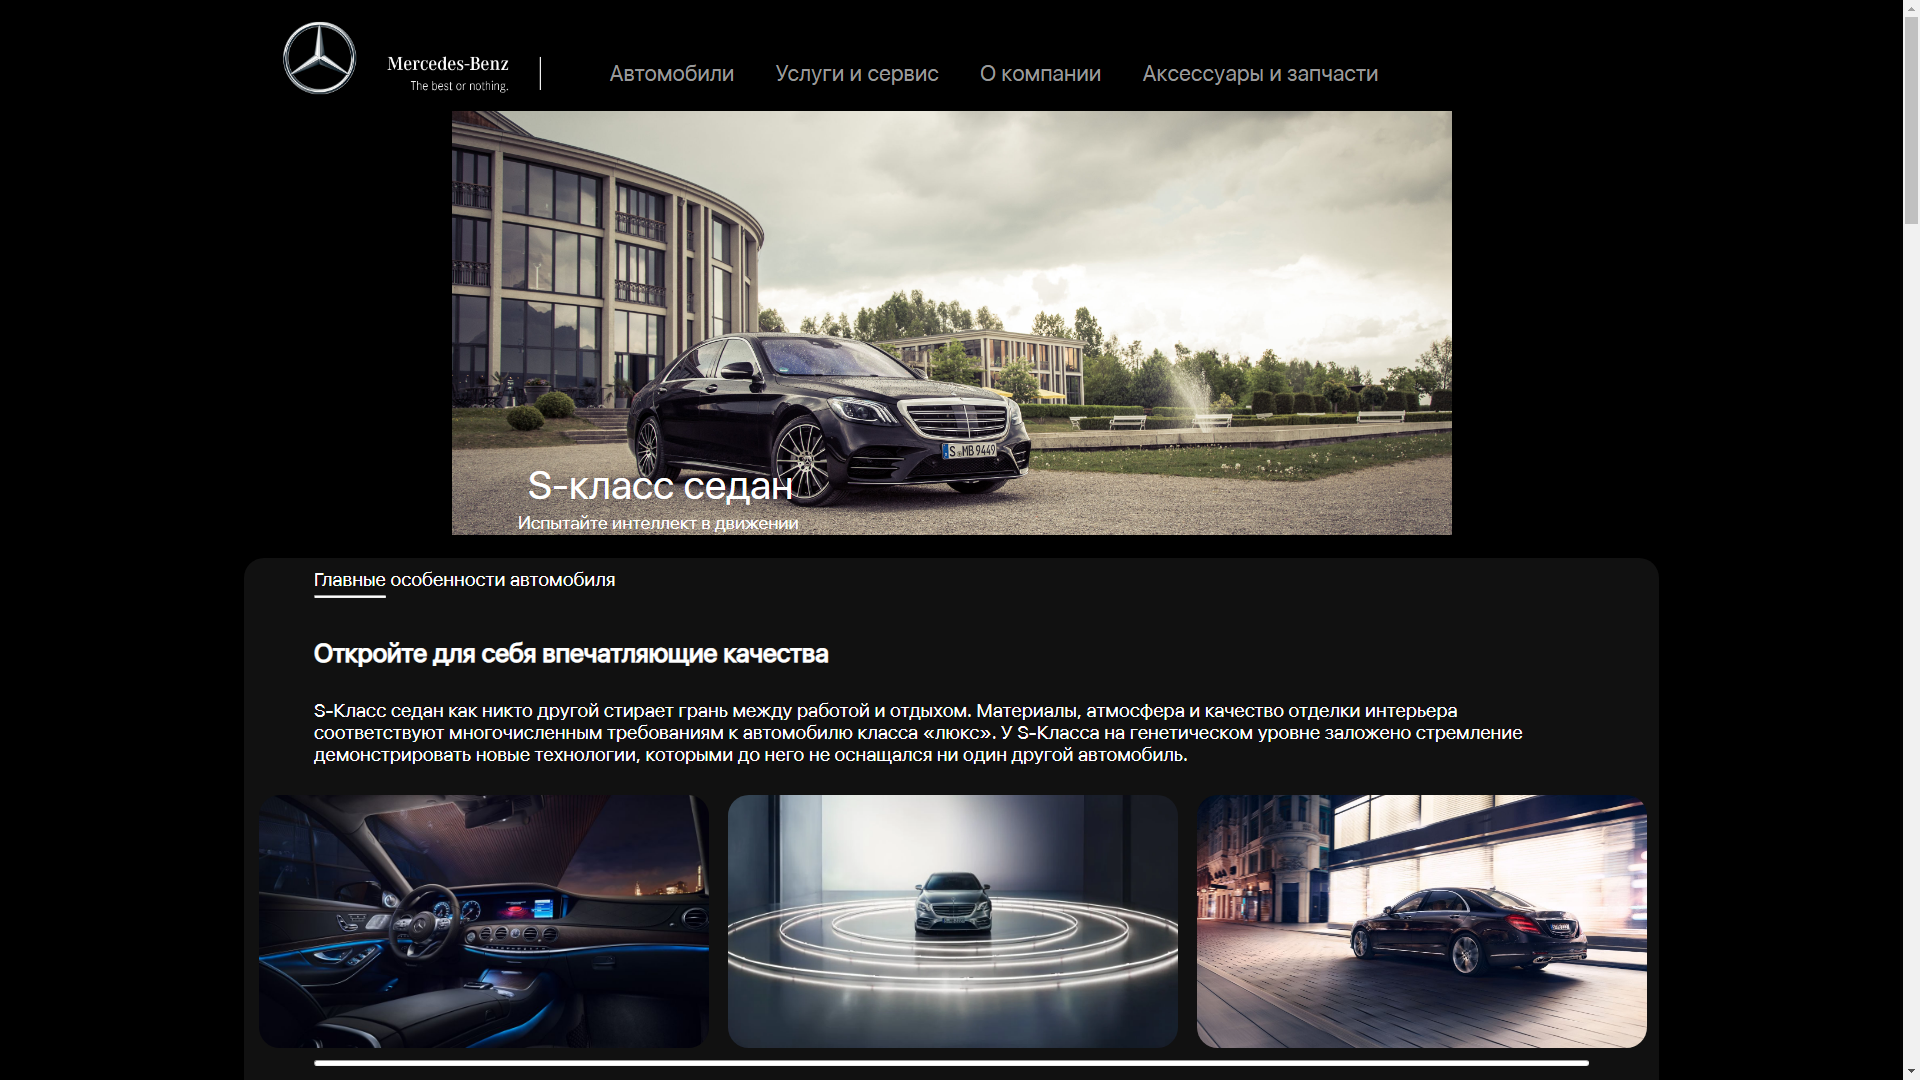 Mercedes-Benz
The best or nothing.
Автомобили
Услуги и сервис
О компании
Аксессуары и запчасти
S MB 9449
S-класс седан
Испытайте интеллект в движении
Главные особенности автомобиля
Откройте для себя впечатляющие качества
S-Класс седан как никто другой стирает грань между работой и отдыхом. Материалы, атмосфера и качество отделки интерьера
соответствуют многочисленным требованиям к автомобилю класса «люкс». У S-Класса на генетическом уровне заложено стремление
демонстрировать новые технологии, которыми до него не оснащался ни один другой автомобиль.